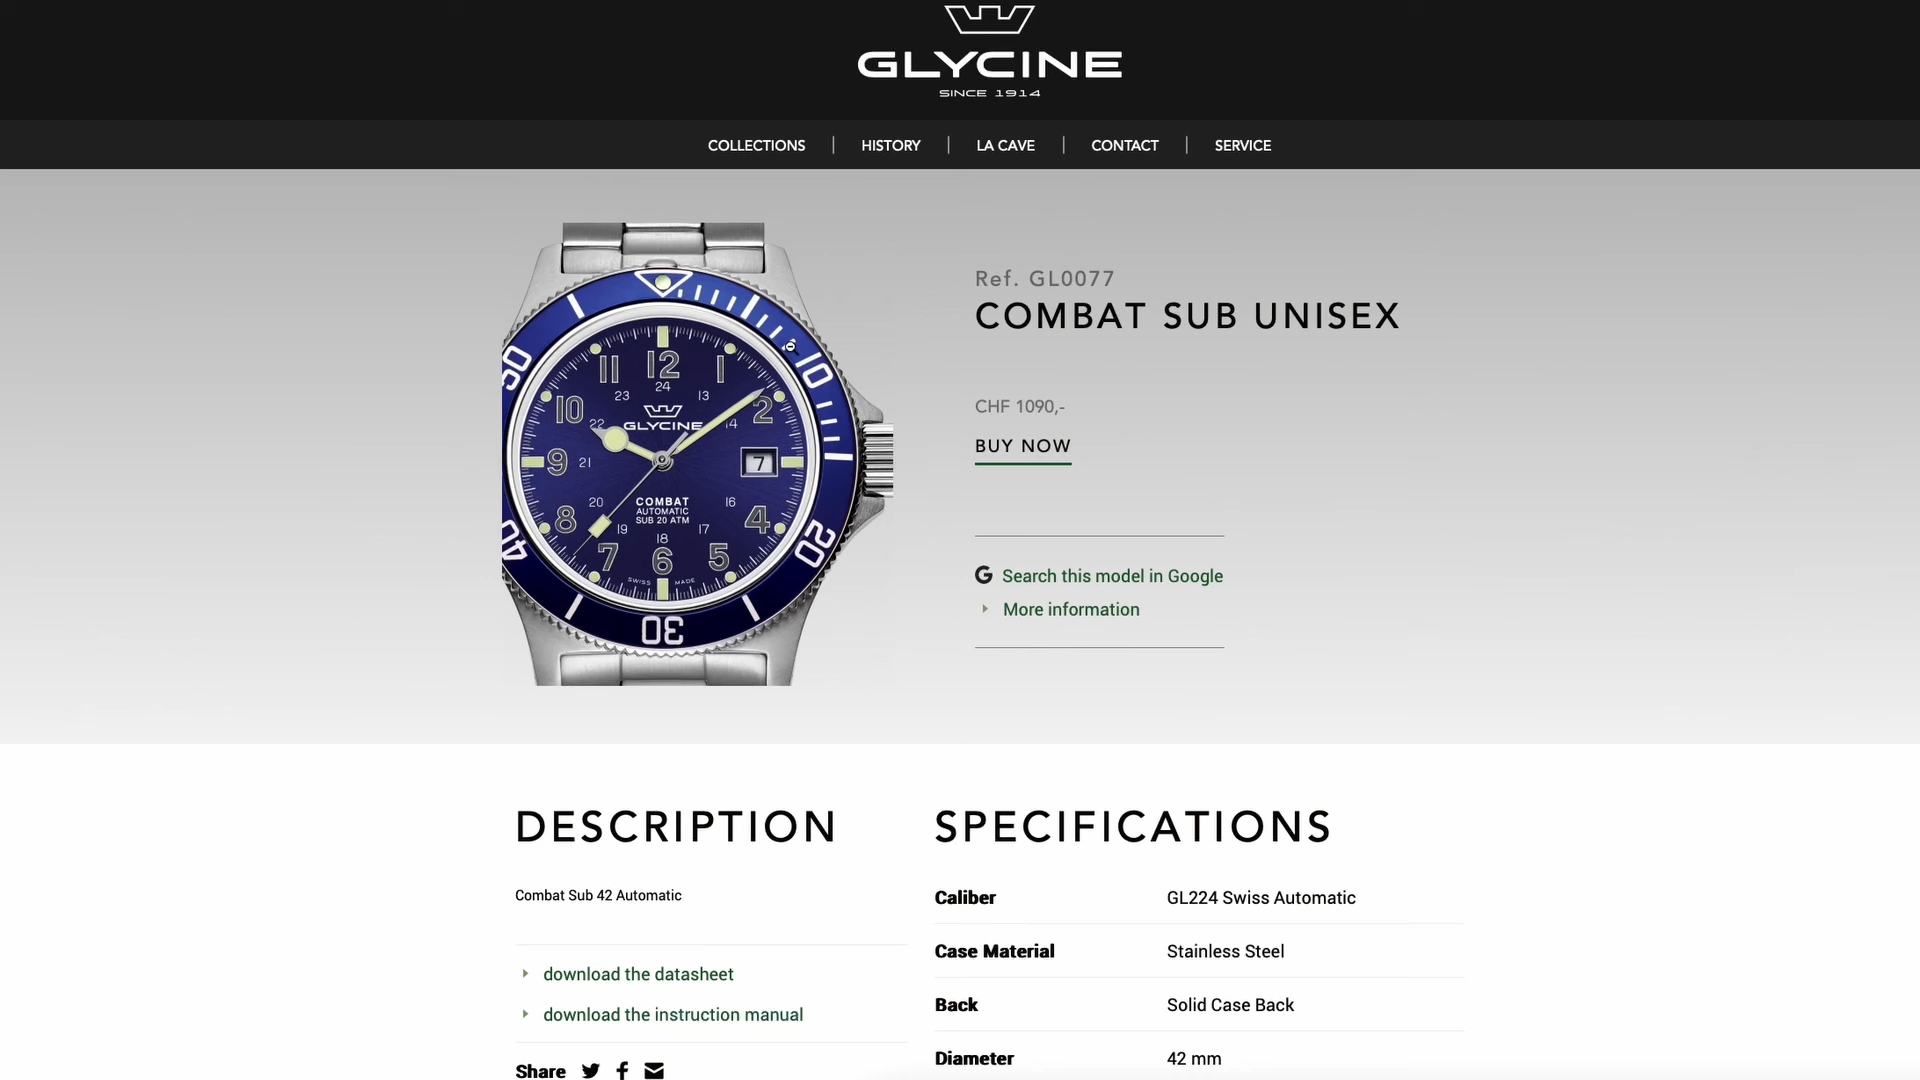 GLYCINE
SINCE 1914
COLLECTIONS
HISTORY
LA CAVE
CONTACT
SERVICE
50
10
20
30
40
12
1
2
4
5
6
7
8
9
10
11
24
13
14
16
17
18
19
20
21
22
23
GLYCINE
7
COMBAT
AUTOMATIC
SUB 20 ATM
SWISS MADE
Ref. GL0077
COMBAT SUB UNISEX
CHF 1090,-
BUY NOW
Search this model in Google
More information
DESCRIPTION
Combat Sub 42 Automatic
download the datasheet
download the instruction manual
Share
SPECIFICATIONS
Caliber GL224 Swiss Automatic
Case Material Stainless Steel
Back Solid Case Back
Diameter 42 mm